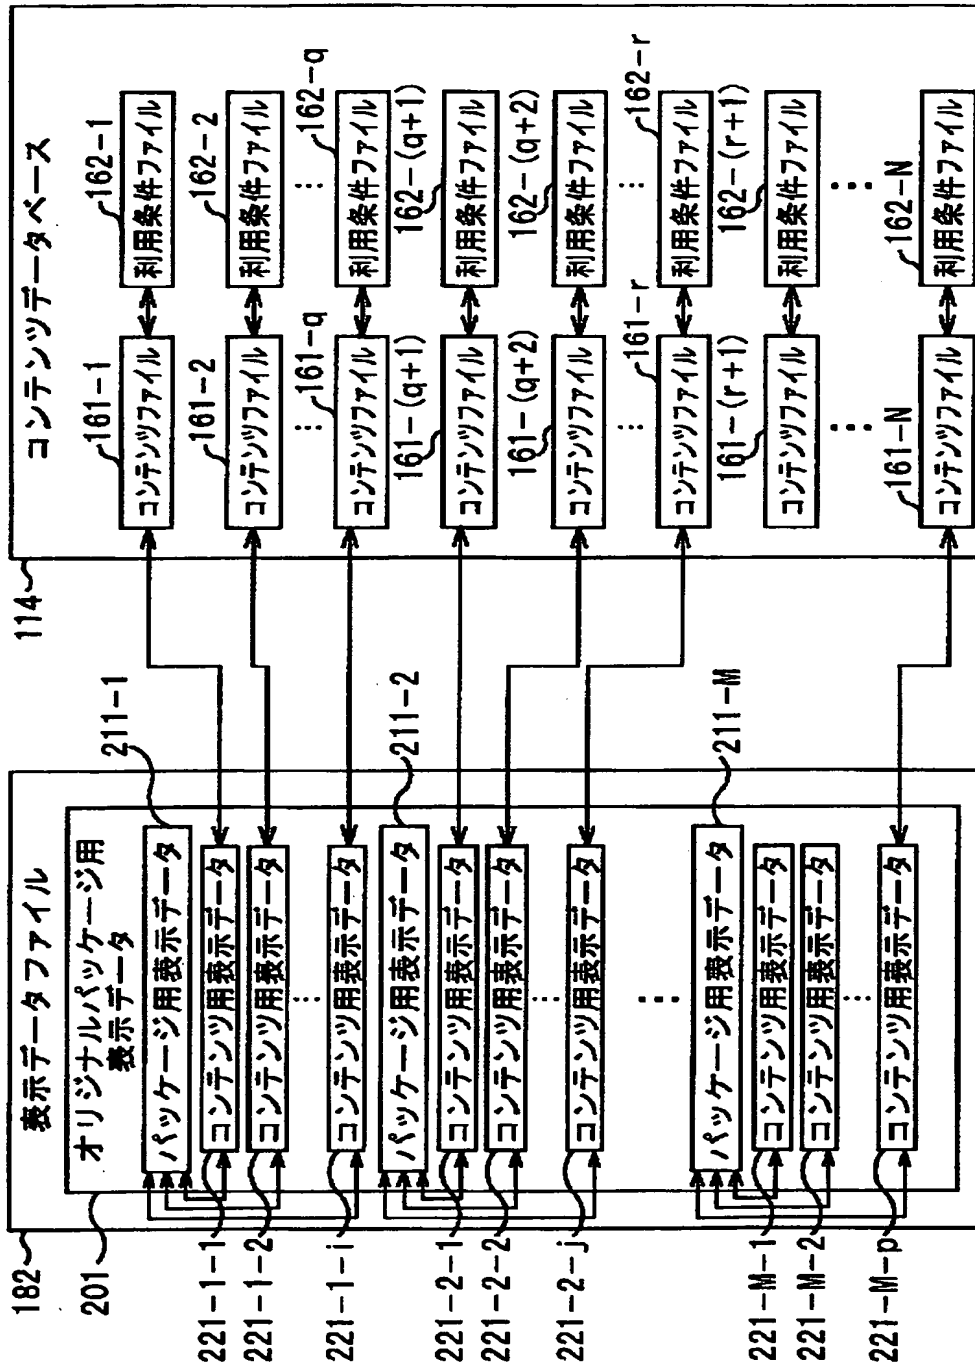 182
表示データファイル
201
オリジナルパッケージ用
表示データ
211-1
パッケージ用表示データ
221-1-1
コンテンツ用表示データ
221-1-2
コンテンツ用表示データ
221-1-i
コンテンツ用表示データ
211-2
パッケージ用表示データ
221-2-1
コンテンツ用表示データ
221-2-2
コンテンツ用表示データ
221-2-j
コンテンツ用表示データ
211-M
パッケージ用表示データ
221-M-1
コンテンツ用表示データ
221-M-2
コンテンツ用表示データ
221-M-p
コンテンツ用表示データ
114
コンテンツデータベース
161-1
コンテンツファイル
162-1
利用条件ファイル
161-2
コンテンツファイル
162-2
利用条件ファイル
161-q
コンテンツファイル
162-q
利用条件ファイル
161-(q+1)
コンテンツファイル
162-(q+1)
利用条件ファイル
161-(q+2)
コンテンツファイル
162-(q+2)
利用条件ファイル
161-r
コンテンツファイル
162-r
利用条件ファイル
161-(r+1)
コンテンツファイル
162-(r+1)
利用条件ファイル
161-N
コンテンツファイル
162-N
利用条件ファイル